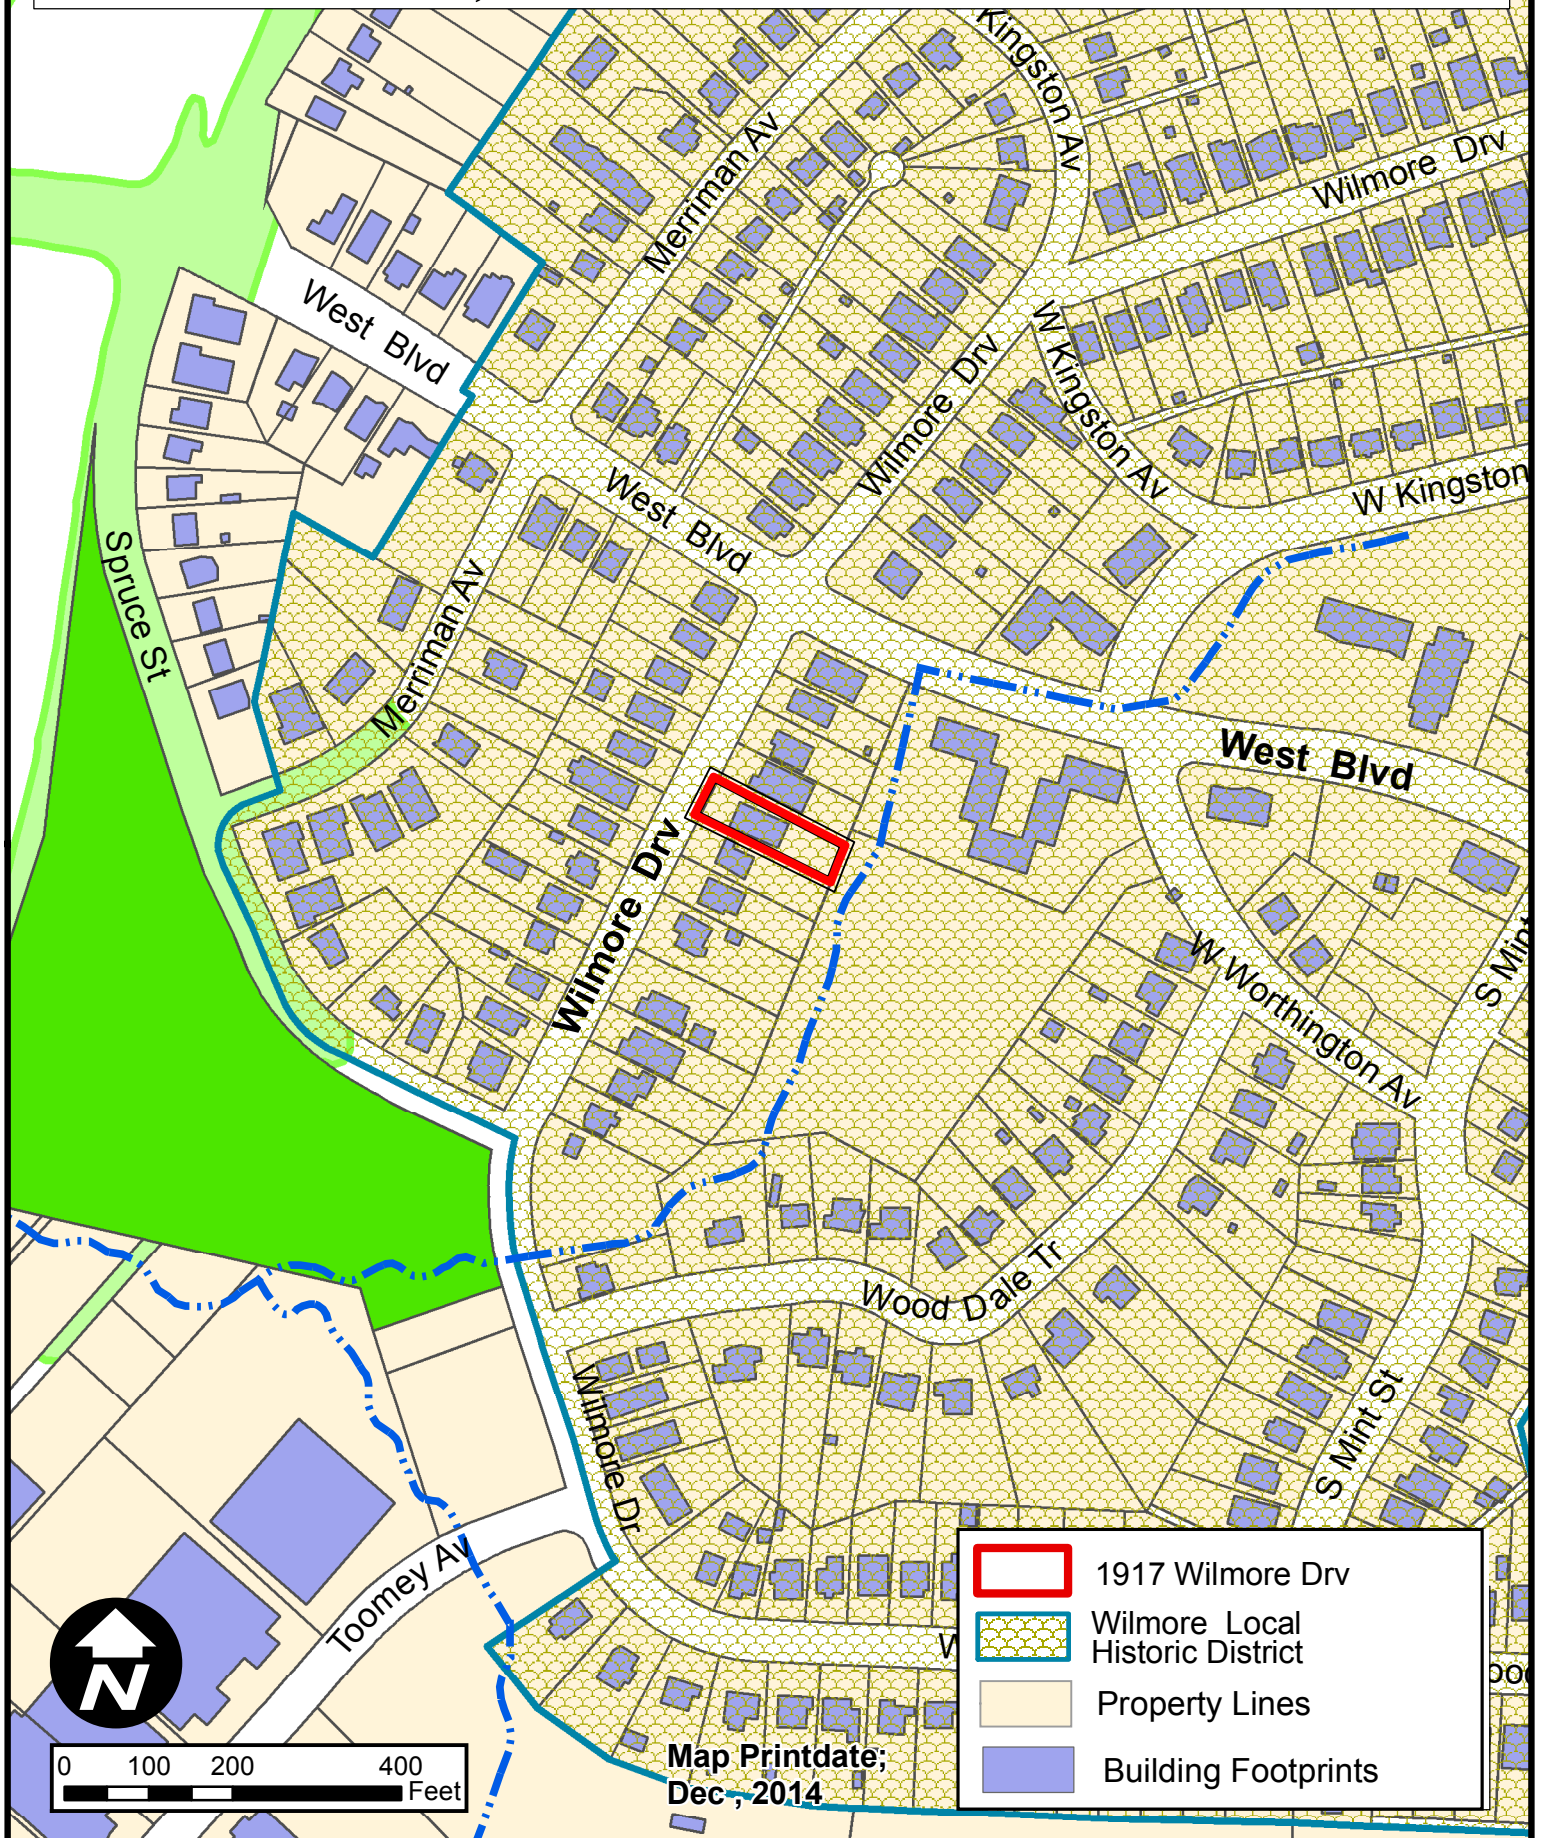 Kingston Av
Merriman Av
Wilmore Drv
West Blvd
W Kingston Av
Wilmore Drv
West Blvd
W Kingston
Spruce St
Merriman Av
West Blvd
Wilmore Drv
W Worthington Av
S Mint
Wood Dale Tr
Wilmore Dr
S Mint St
Toomey Av
W
1917 Wilmore Drv
Wilmore Local
Historic District
Property Lines
Building Footprints
N
0 100 200 400
Feet
Map Printdate;
Dec , 2014